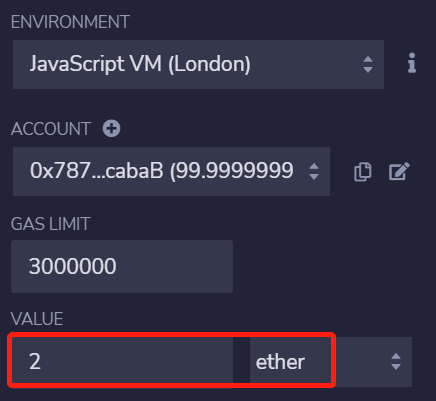 ENVIRONMENT
JavaScript VM (London)
ACCOUNT
0x787...cabaB (99.9999999
GAS LIMIT
3000000
VALUE
2 ether